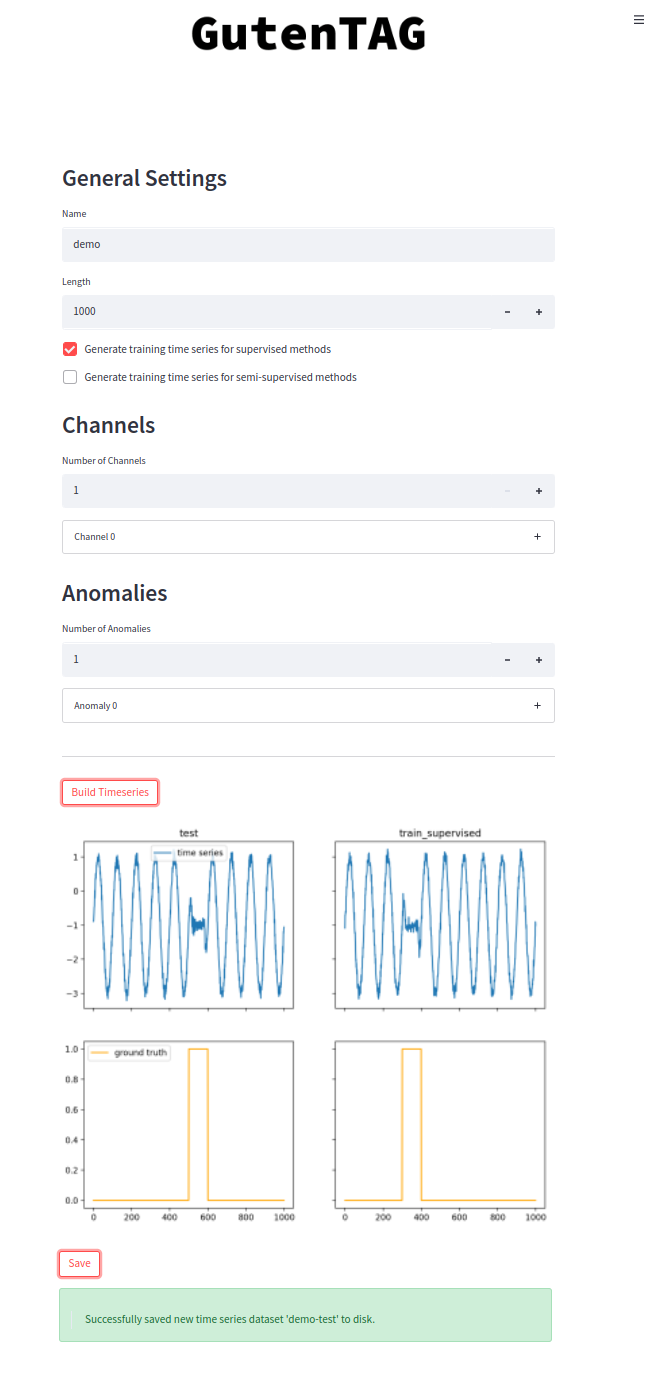 GutenTAG
General Settings
Name
demo
Length
1000
Generate training time series for supervised methods
Generate training time series for semi-supervised methods
Channels
Number of Channels
1
Channel 0
Anomalies
Number of Anomalies
1
Anomaly 0
Build Timeseries
test
train_supervised
time series
1
0
−1
−2
−3
ground truth
1.0
0.8
0.6
0.4
0.2
0.0
0 200 400 600 800 1000
0 200 400 600 800 1000
Save
Successfully saved new time series dataset 'demo-test' to disk.